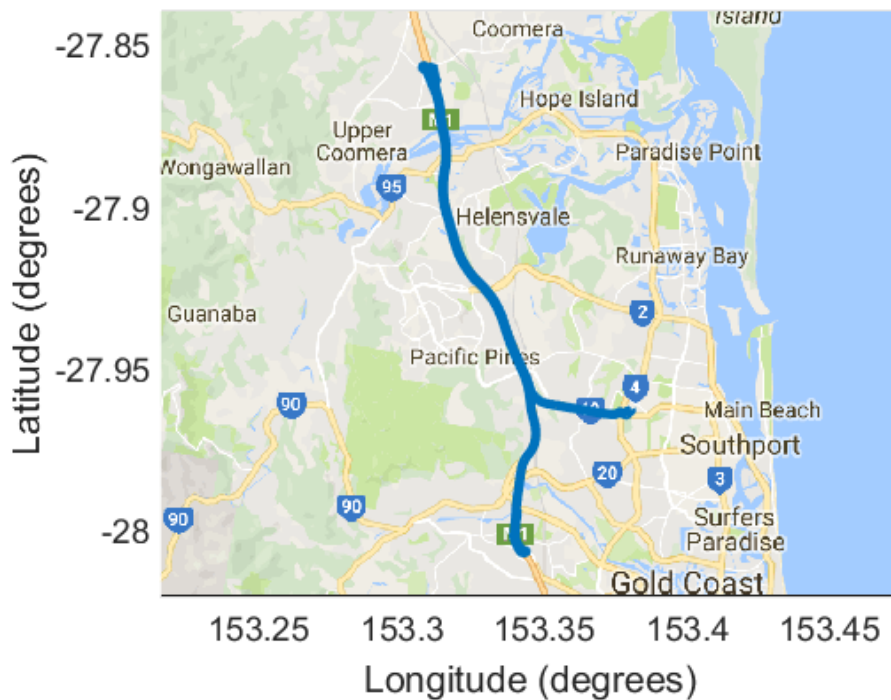 Island
-27.85
Coomera
Hope Island
M1
Upper
Coomera
Paradise Point
Wongawallan
95
-27.9
Helensvale
Runaway Bay
Guanaba
2
Pacific Pines
-27.95
4
90
10
Main Beach
Southport
20
3
90
90
Surfers
Paradise
-28
M1
Gold Coast
153.25
153.3
153.35
153.4
153.45
Longitude (degrees)
Latitude (degrees)